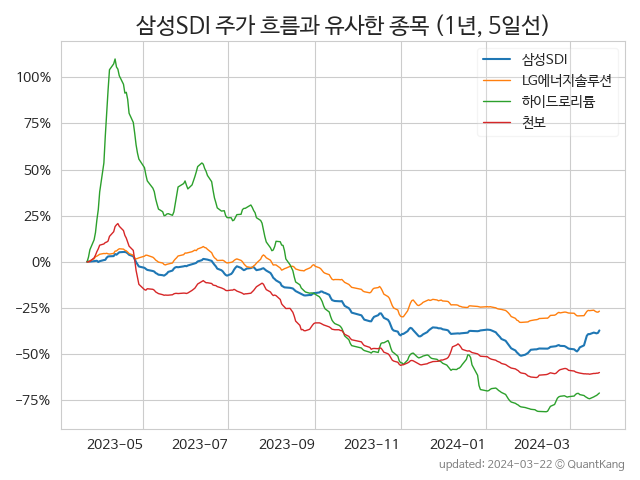 삼성SDI 주가 흐름과 유사한 종목 (1년, 5일선)
삼성SDI
LG에너지솔루션
하이드로리튬
천보
100%
75%
50%
25%
0%
−25%
−50%
−75%
2023-05 2023-07 2023-09 2023-11 2024-01 2024-03
updated: 2024-03-22 © QuantKang